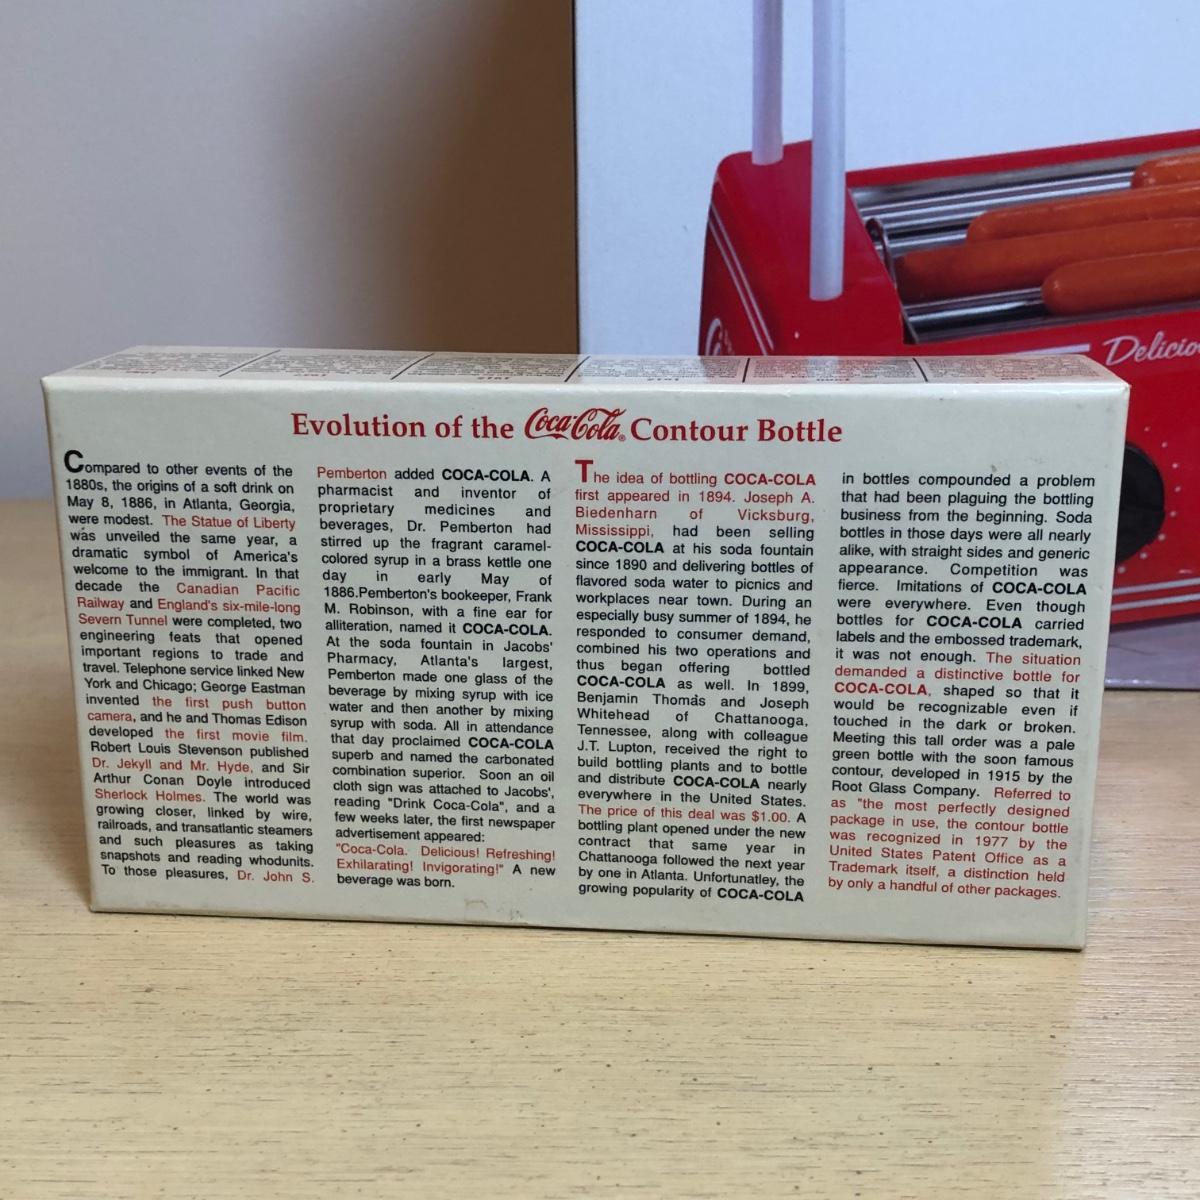 Delicio
Evolution of the Coca-Cola® Contour Bottle
Compared to other events of the
1880s, the origins of a soft drink on
May 8, 1886, in Atlanta, Georgia,
were modest. The Statue of Liberty
was unveiled the same year, a
dramatic symbol of America's
welcome to the immigrant. In that
decade the Canadian Pacific
Railway and England's six-mile-long
Severn Tunnel were completed, two
engineering feats that opened
important regions to trade and
travel. Telephone service linked New
York and Chicago; George Eastman
invented the first push button
camera, and he and Thomas Edison
developed the first movie film.
Robert Louis Stevenson published
Dr. Jekyll and Mr. Hyde, and Sir
Arthur Conan Doyle introduced
Sherlock Holmes. The world was
growing closer, linked by wire,
railroads, and transatlantic steamers
and such pleasures as taking
snapshots and reading whodunits.
To those pleasures, Dr. John S.
Pemberton added COCA-COLA. A
pharmacist and inventor of
proprietary medicines and
beverages, Dr. Pemberton had
stirred up the fragrant caramel-
colored syrup in a brass kettle one
day in early May of
1886.Pemberton's bookeeper, Frank
M. Robinson, with a fine ear for
alliteration, named it COCA-COLA.
At the soda fountain in Jacobs'
Pharmacy, Atlanta's largest,
Pemberton made one glass of the
beverage by mixing syrup with ice
water and then another by mixing
syrup with soda. All in attendance
that day proclaimed COCA-COLA
superb and named the carbonated
combination superior. Soon an oil
cloth sign was attached to Jacobs',
reading "Drink Coca-Cola", and a
few weeks later, the first newspaper
advertisement appeared:
"Coca-Cola. Delicious! Refreshing!
Exhilarating! Invigorating!" A new
beverage was born.
The idea of bottling COCA-COLA
first appeared in 1894. Joseph A.
Biedenharn of Vicksburg,
Mississippi, had been selling
COCA-COLA at his soda fountain
since 1890 and delivering bottles of
flavored soda water to picnics and
workplaces near town. During an
especially busy summer of 1894, he
responded to consumer demand,
combined his two operations and
thus began offering bottled
COCA-COLA as well. In 1899,
Benjamin Thomas and Joseph
Whitehead of Chattanooga,
Tennessee, along with colleague
J.T. Lupton, received the right to
build bottling plants and to bottle
and distribute COCA-COLA nearly
everywhere in the United States.
The price of this deal was $1.00. A
bottling plant opened under the new
contract that same year in
Chattanooga followed the next year
by one in Atlanta. Unfortunatley, the
growing popularity of COCA-COLA
in bottles compounded a problem
that had been plaguing the bottling
business from the beginning. Soda
bottles in those days were all nearly
alike, with straight sides and generic
appearance. Competition was
fierce. Imitations of COCA-COLA
were everywhere. Even though
bottles for COCA-COLA carried
labels and the embossed trademark,
it was not enough. The situation
demanded a distinctive bottle for
COCA-COLA, shaped so that it
would be recognizable even if
touched in the dark or broken.
Meeting this tall order was a pale
green bottle with the soon famous
contour, developed in 1915 by the
Root Glass Company. Referred to
as "the most perfectly designed
package in use, the contour bottle
was recognized in 1977 by the
United States Patent Office as a
Trademark itself, a distinction held
by only a handful of other packages.